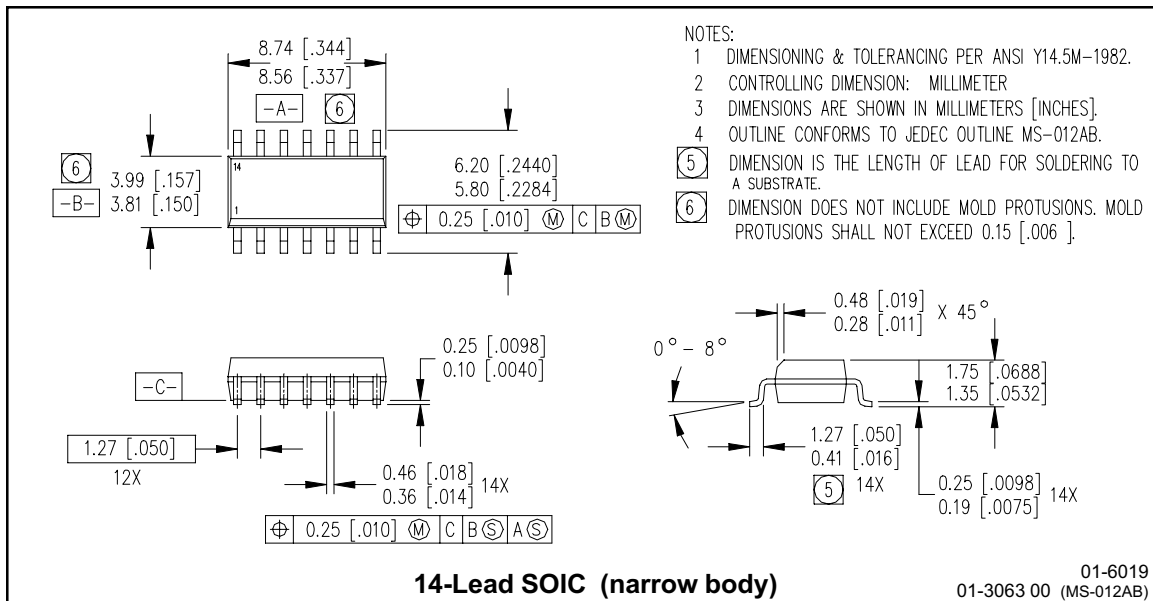 8.74 [.344]
8.56 [.337]
-A- 6
6
3.99 [.157]
3.81 [.150]
-B-
14
1
6.20 [.2440]
5.80 [.2284]
⌖ 0.25 [.010] Ⓜ C B Ⓜ
NOTES:
1 DIMENSIONING & TOLERANCING PER ANSI Y14.5M-1982.
2 CONTROLLING DIMENSION: MILLIMETER
3 DIMENSIONS ARE SHOWN IN MILLIMETERS [INCHES].
4 OUTLINE CONFORMS TO JEDEC OUTLINE MS-012AB.
5 DIMENSION IS THE LENGTH OF LEAD FOR SOLDERING TO
A SUBSTRATE.
6 DIMENSION DOES NOT INCLUDE MOLD PROTUSIONS. MOLD
PROTUSIONS SHALL NOT EXCEED 0.15 [.006 ].
-C-
0.25 [.0098]
0.10 [.0040]
1.27 [.050]
12X
0.46 [.018]
0.36 [.014] 14X
⌖ 0.25 [.010] Ⓜ C B Ⓢ A Ⓢ
0.48 [.019]
0.28 [.011] X 45°
0°- 8°
1.75 [.0688]
1.35 [.0532]
1.27 [.050]
0.41 [.016]
5 14X
0.25 [.0098]
0.19 [.0075] 14X
14-Lead SOIC (narrow body)
01-6019
01-3063 00 (MS-012AB)